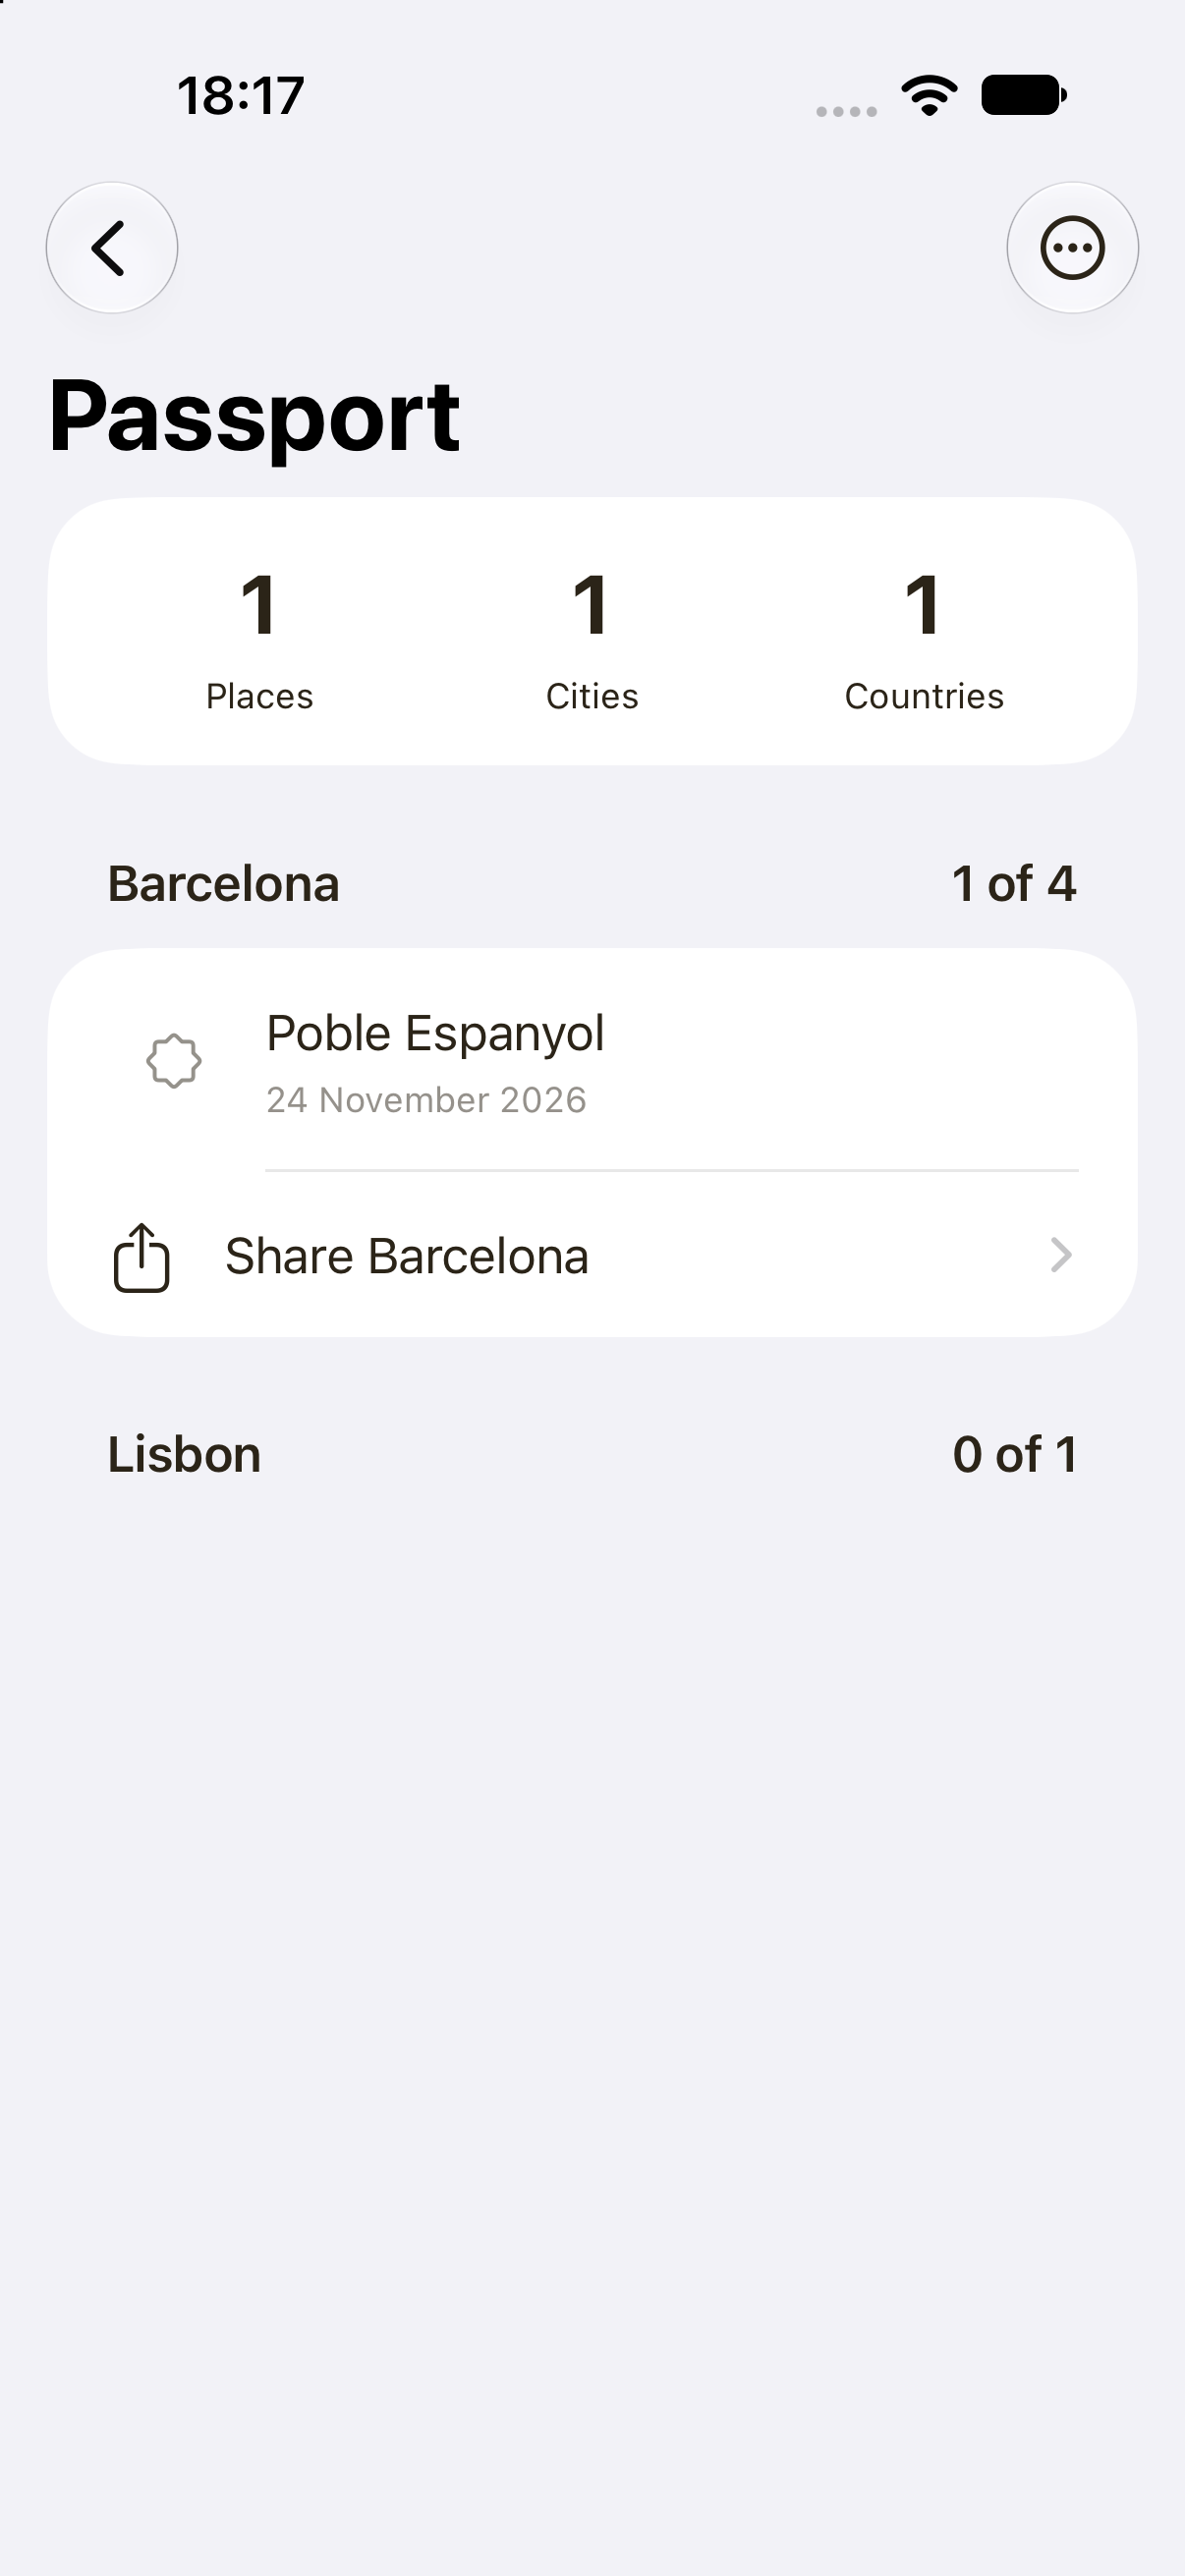 18:17
Passport
1 1 1
Places Cities Countries
Barcelona 1 of 4
Poble Espanyol
24 November 2026
Share Barcelona
Lisbon 0 of 1